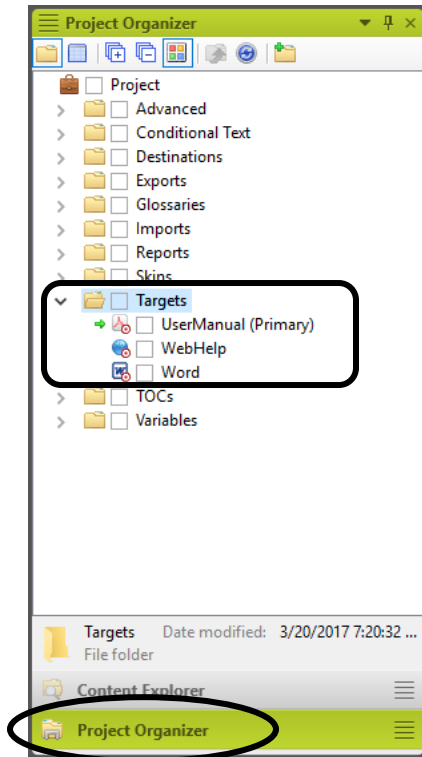 Project Organizer
Project
Advanced
Conditional Text
Destinations
Exports
Glossaries
Imports
Reports
Skins
Targets
UserManual (Primary)
WebHelp
Word
TOCs
Variables
Targets Date modified: 3/20/2017 7:20:32 ...
File folder
Content Explorer
Project Organizer